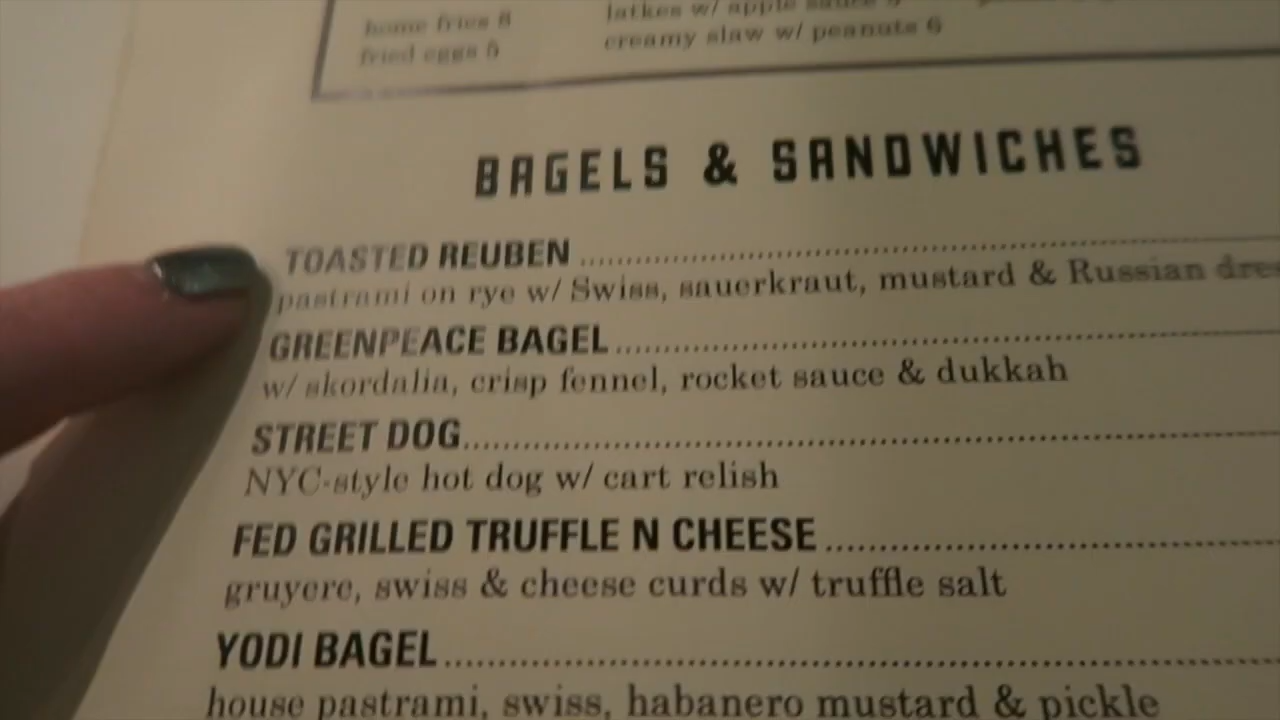 home fries 8
fried eggs 5
latkes w/ apple sauce 9
creamy slaw w/ peanuts 6
BAGELS & SANDWICHES
TOASTED REUBEN
pastrami on rye w/ Swiss, sauerkraut, mustard & Russian
GREENPEACE BAGEL
w/ skordalia, crisp fennel, rocket sauce & dukkah
STREET DOG
NYC-style hot dog w/ cart relish
FED GRILLED TRUFFLE N CHEESE
gruyere, swiss & cheese curds w/ truffle salt
YODI BAGEL
house pastrami, swiss, habanero mustard & pickle